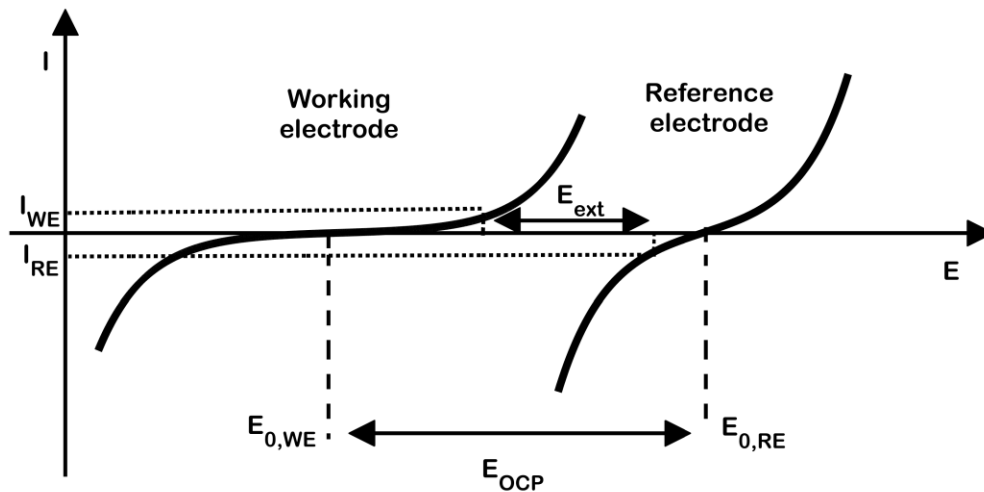 I
Working
electrode
Reference
electrode
I_WE
E_ext
I_RE
E
E_0,WE
E_0,RE
E_OCP